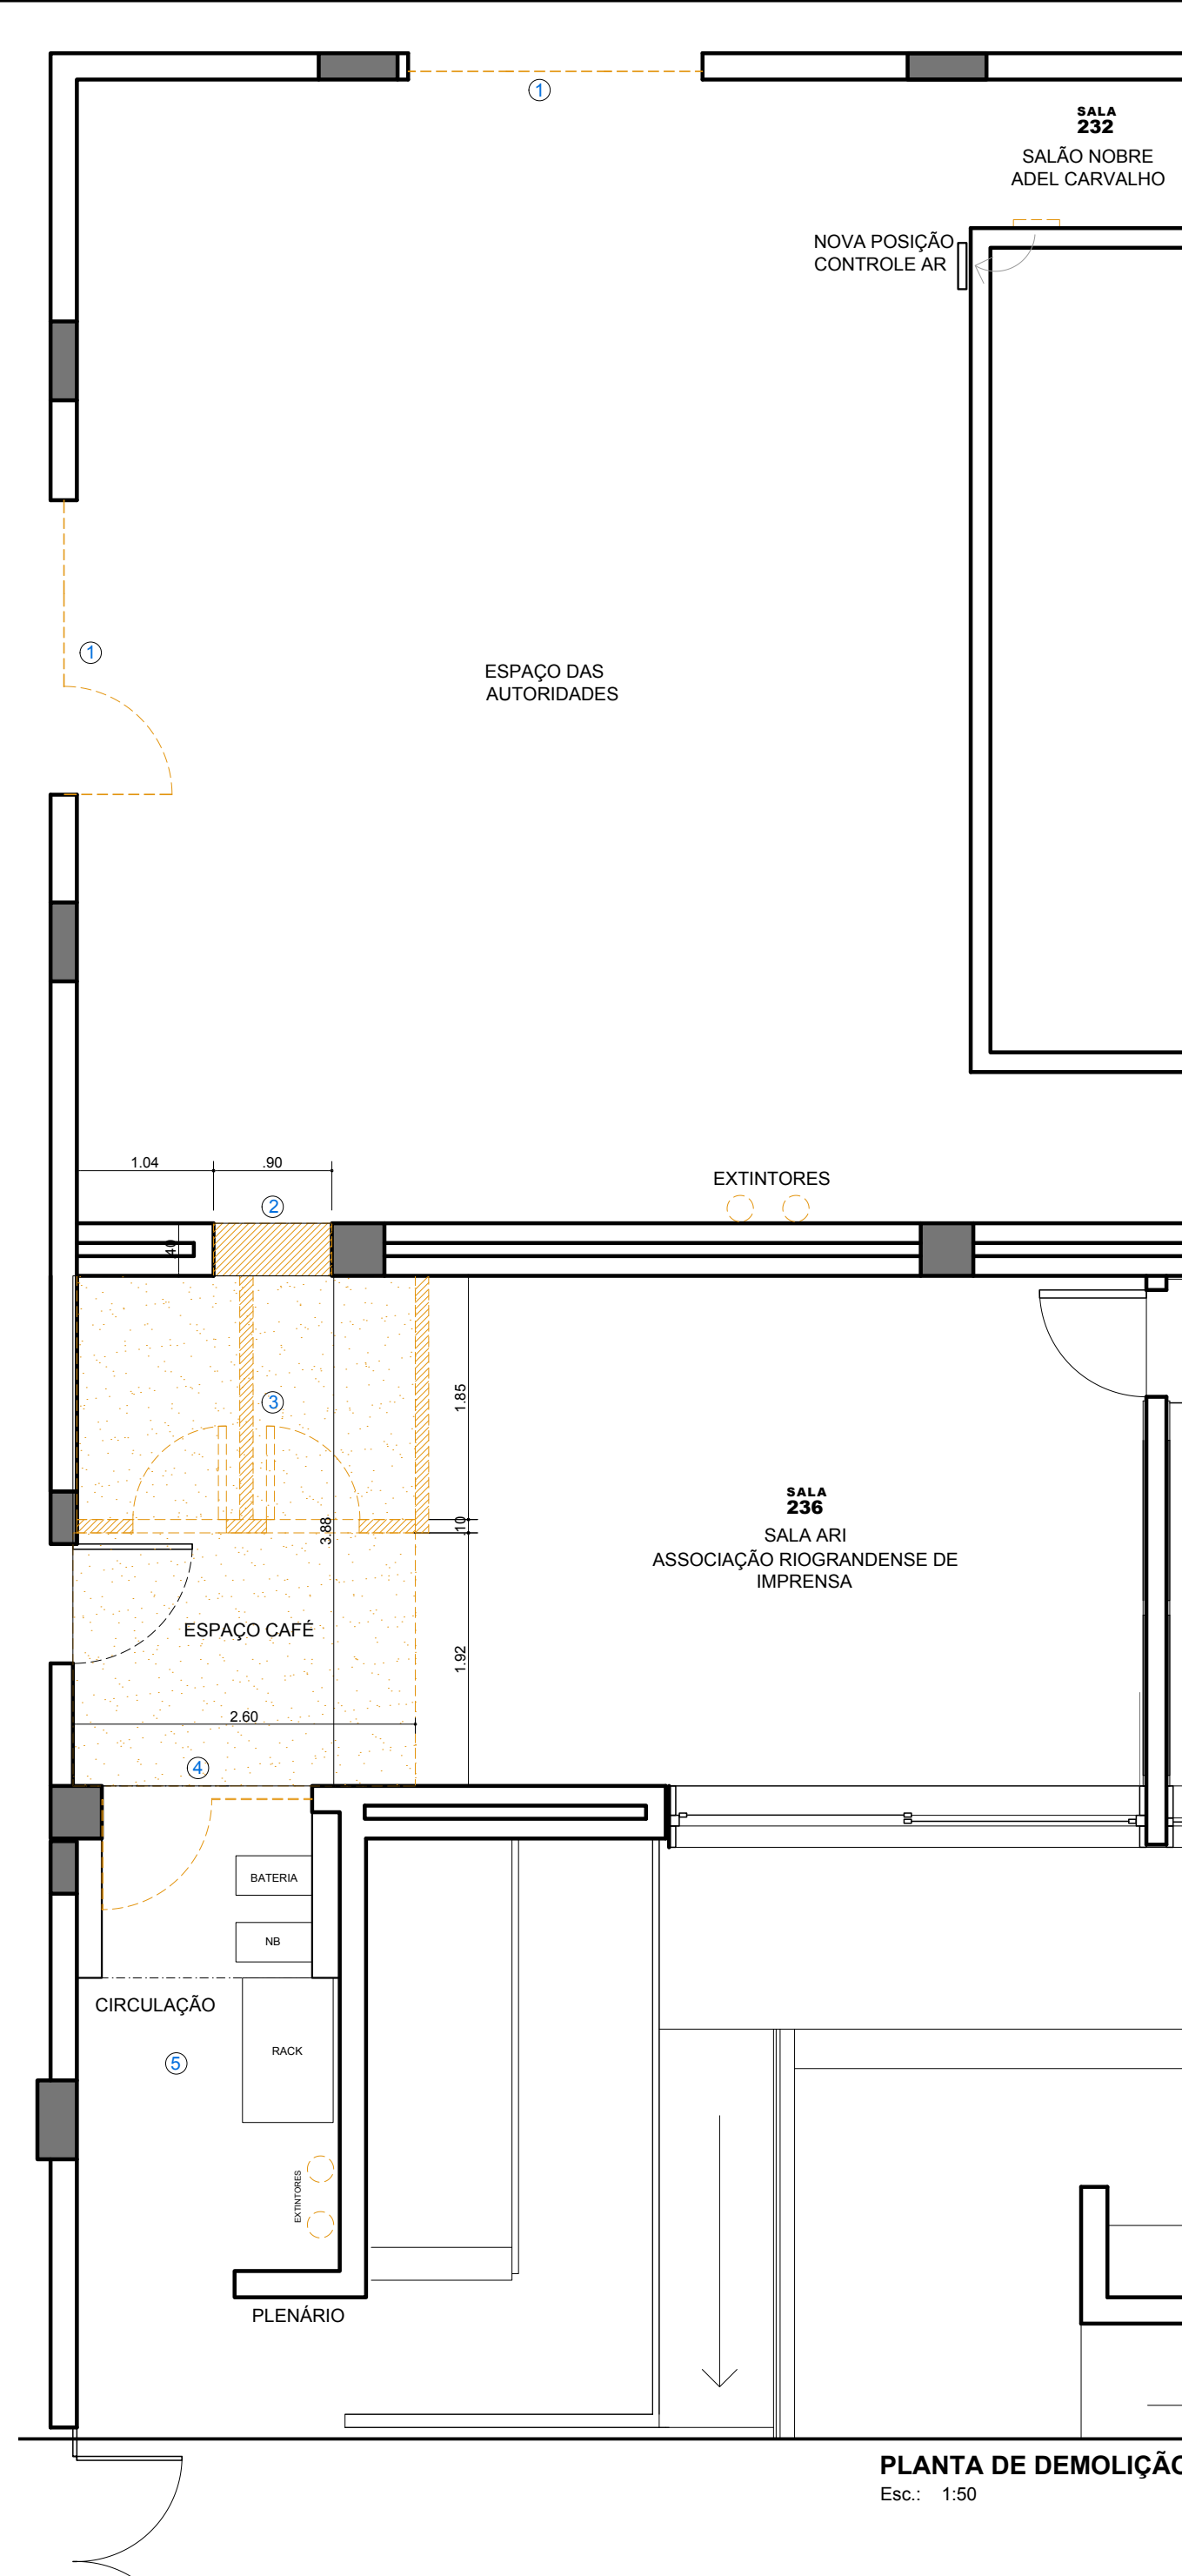 1
SALA
232
SALÃO NOBRE
ADEL CARVALHO
NOVA POSIÇÃO
CONTROLE AR
1
ESPAÇO DAS
AUTORIDADES
1.04
.90
EXTINTORES
2
.40
3
1.85
.10
3.88
SALA
236
SALA ARI
ASSOCIAÇÃO RIOGRANDENSE DE
IMPRENSA
ESPAÇO CAFÉ
1.92
2.60
4
BATERIA
NB
CIRCULAÇÃO
RACK
5
EXTINTORES
PLENÁRIO
PLANTA DE DEMOLIÇÃO
Esc.: 1:50